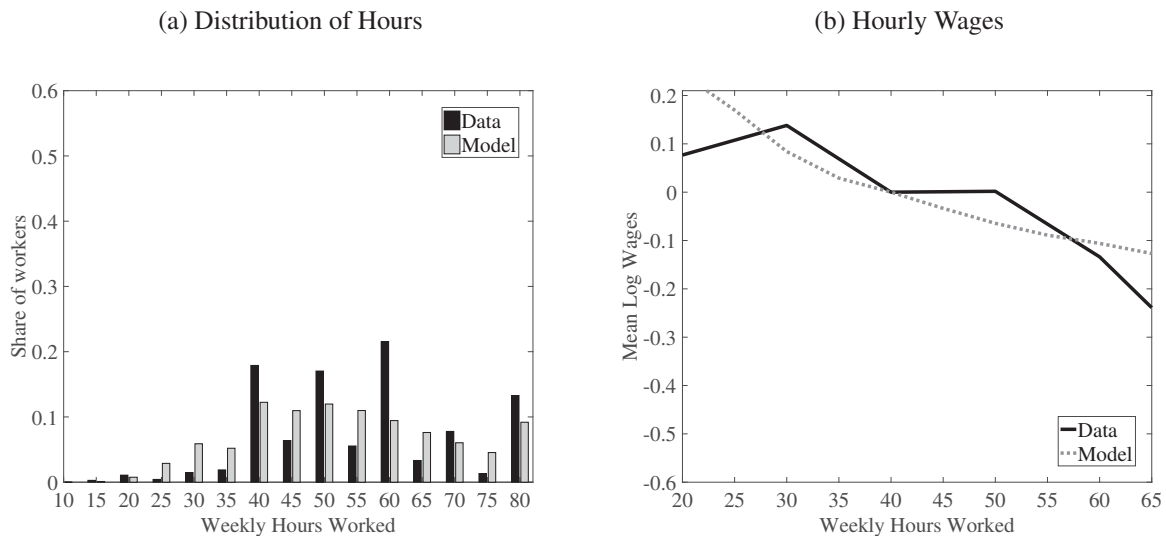 (a) Distribution of Hours
0.6
0.5
0.4
0.3
0.2
0.1
0
Share of workers
Data
Model
10 15 20 25 30 35 40 45 50 55 60 65 70 75 80
Weekly Hours Worked
(b) Hourly Wages
0.2
0.1
0
-0.1
-0.2
-0.3
-0.4
-0.5
-0.6
Mean Log Wages
Data
Model
20 25 30 35 40 45 50 55 60 65
Weekly Hours Worked